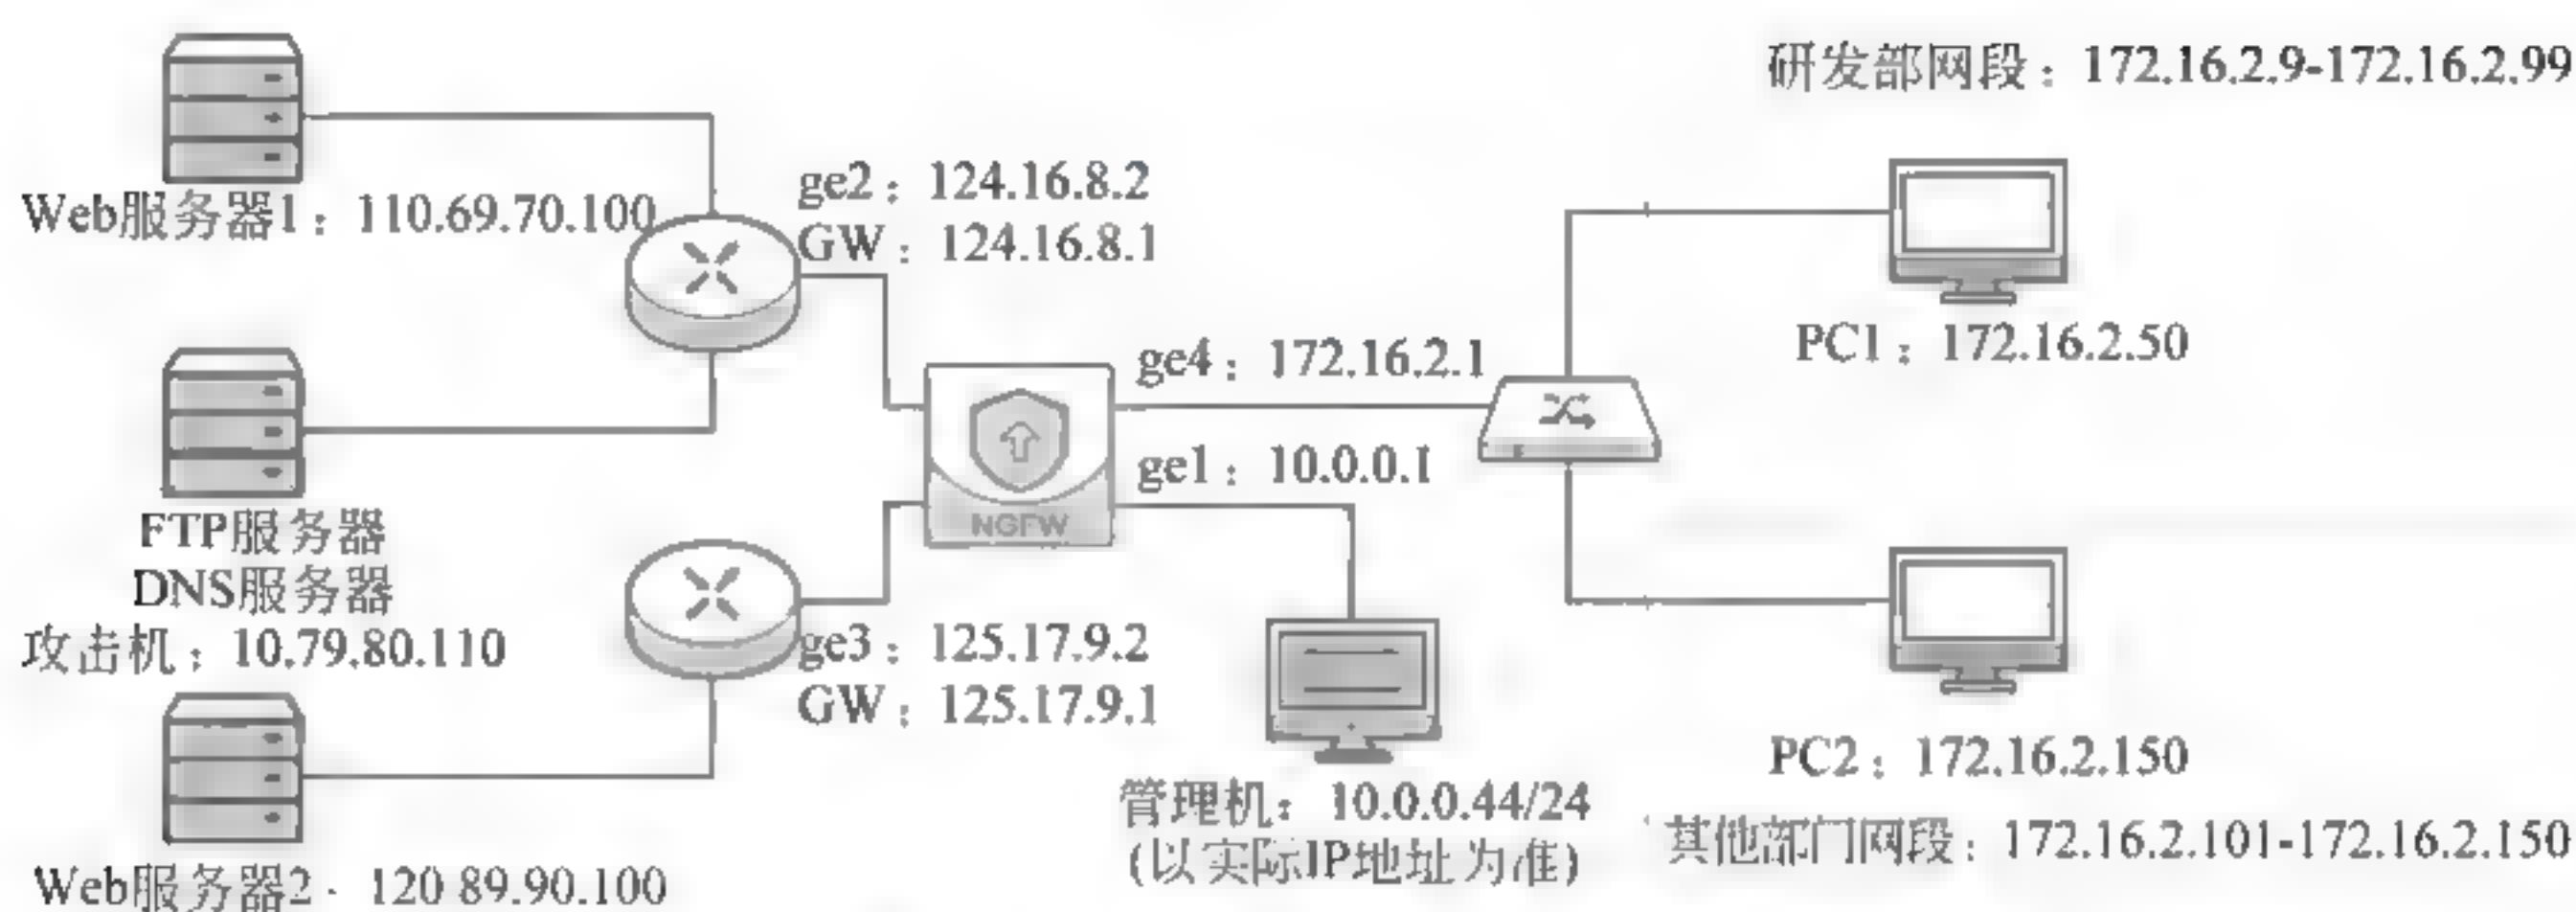 研发部网段：172.16.2.9-172.16.2.99
Web服务器1：110.69.70.100
ge2：124.16.8.2
GW：124.16.8.1
PC1：172.16.2.50
ge4：172.16.2.1
ge1：10.0.0.1
NGFW
FTP服务器
DNS服务器
攻击机：10.79.80.110
ge3：125.17.9.2
GW：125.17.9.1
PC2：172.16.2.150
管理机：10.0.0.44/24
(以实际IP地址为准)
其他部门网段：172.16.2.101-172.16.2.150
Web服务器2· 120 89.90.100